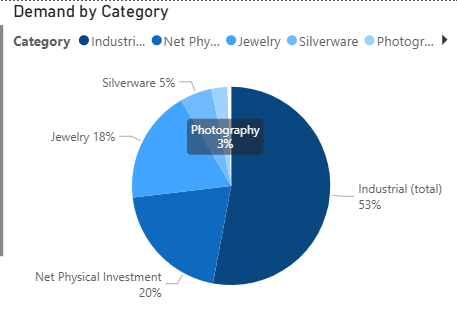 Demand by Category
Category Industri... Net Phy... Jewelry Silverware Photogr...
Silverware 5%
Photography
3%
Jewelry 18%
Industrial (total)
53%
Net Physical Investment
20%